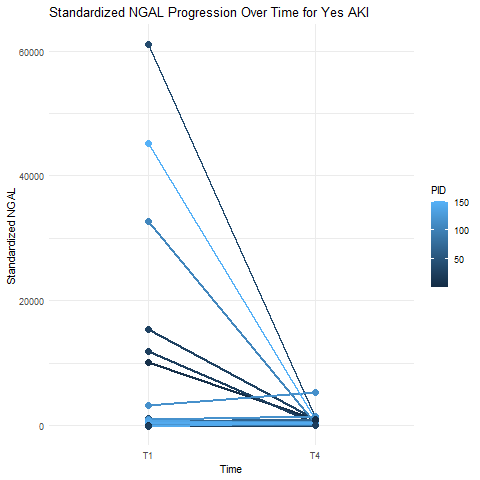 Standardized NGAL Progression Over Time for Yes AKI
60000
40000
20000
0
Standardized NGAL
T1
T4
Time
PID
150
100
50